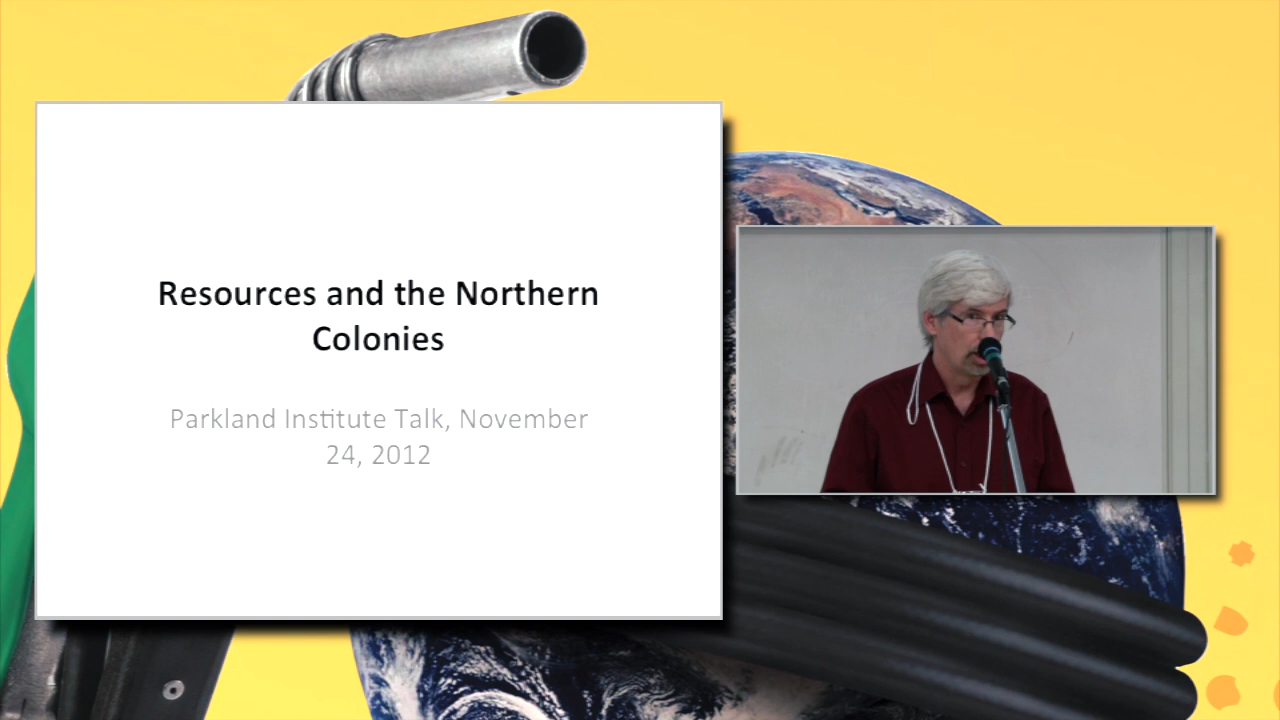 Resources and the Northern
Colonies
Parkland Institute Talk, November
24, 2012